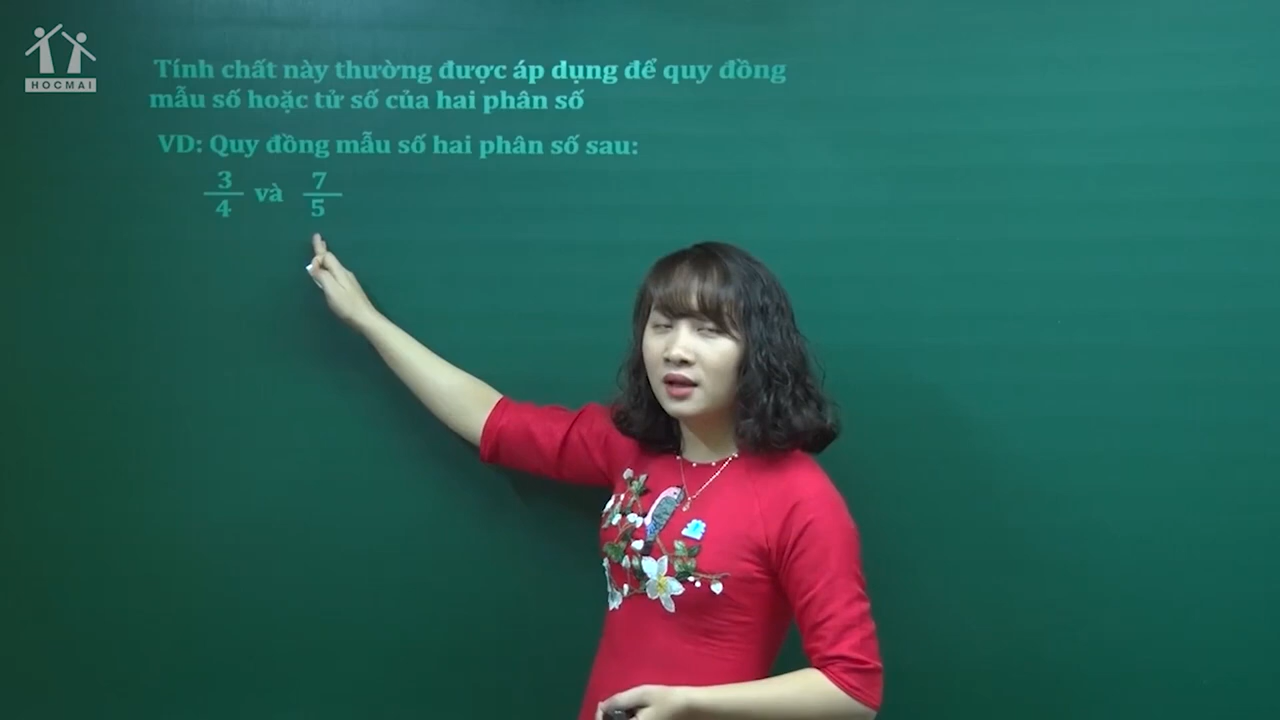 HOCMAI
Tính chất này thường được áp dụng để quy đồng
mẫu số hoặc tử số của hai phân số
VD: Quy đồng mẫu số hai phân số sau:
3/4 và 7/5